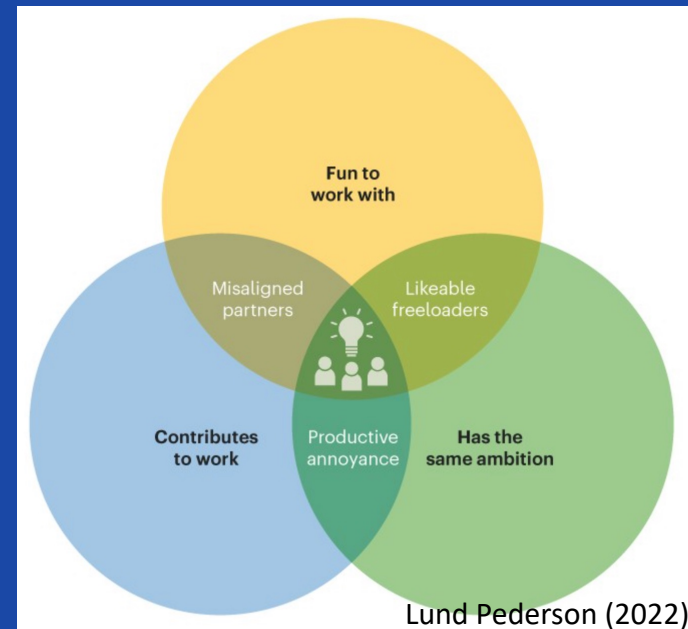 Fun to
work with
Misaligned
partners
Likeable
freeloaders
Contributes
to work
Productive
annoyance
Has the
same ambition
Lund Pederson (2022)